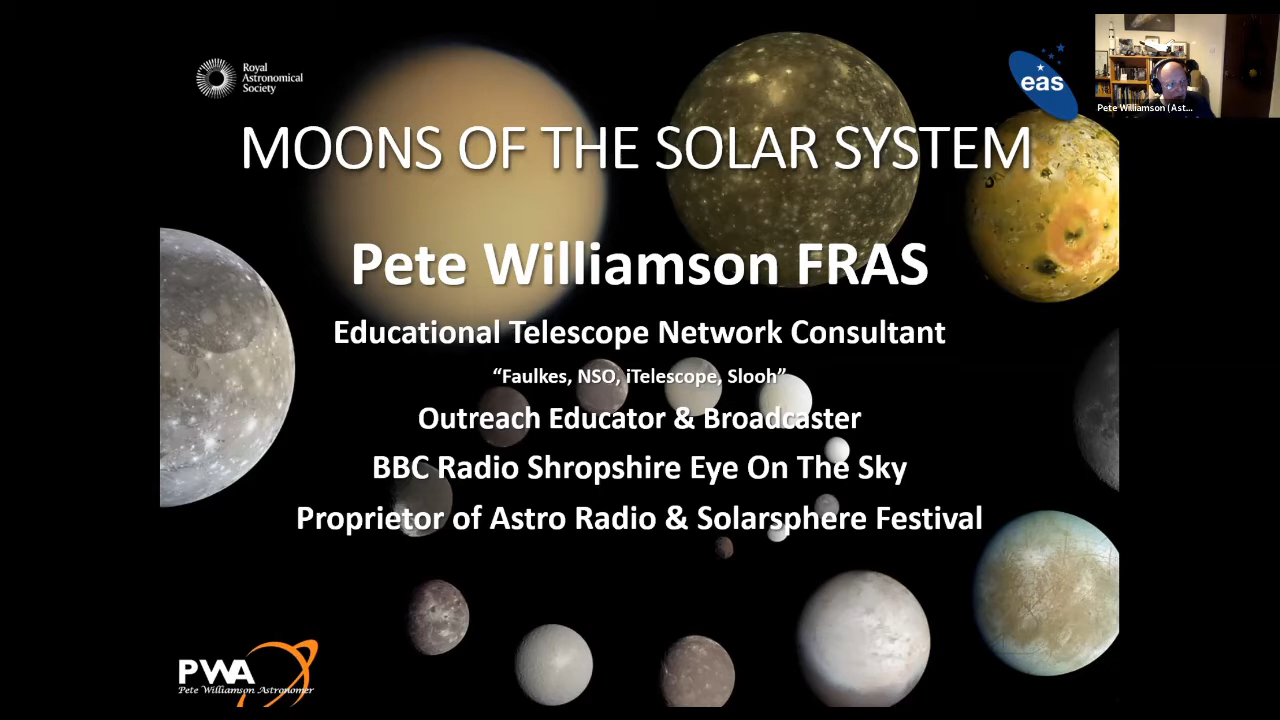 Royal
Astronomical
Society
eas
Pete Williamson (Ast...
MOONS OF THE SOLAR SYSTEM
Pete Williamson FRAS
Educational Telescope Network Consultant
“Faulkes, NSO, iTelescope, Slooh”
Outreach Educator & Broadcaster
BBC Radio Shropshire Eye On The Sky
Proprietor of Astro Radio & Solarsphere Festival
PWA
Pete Williamson Astronomer